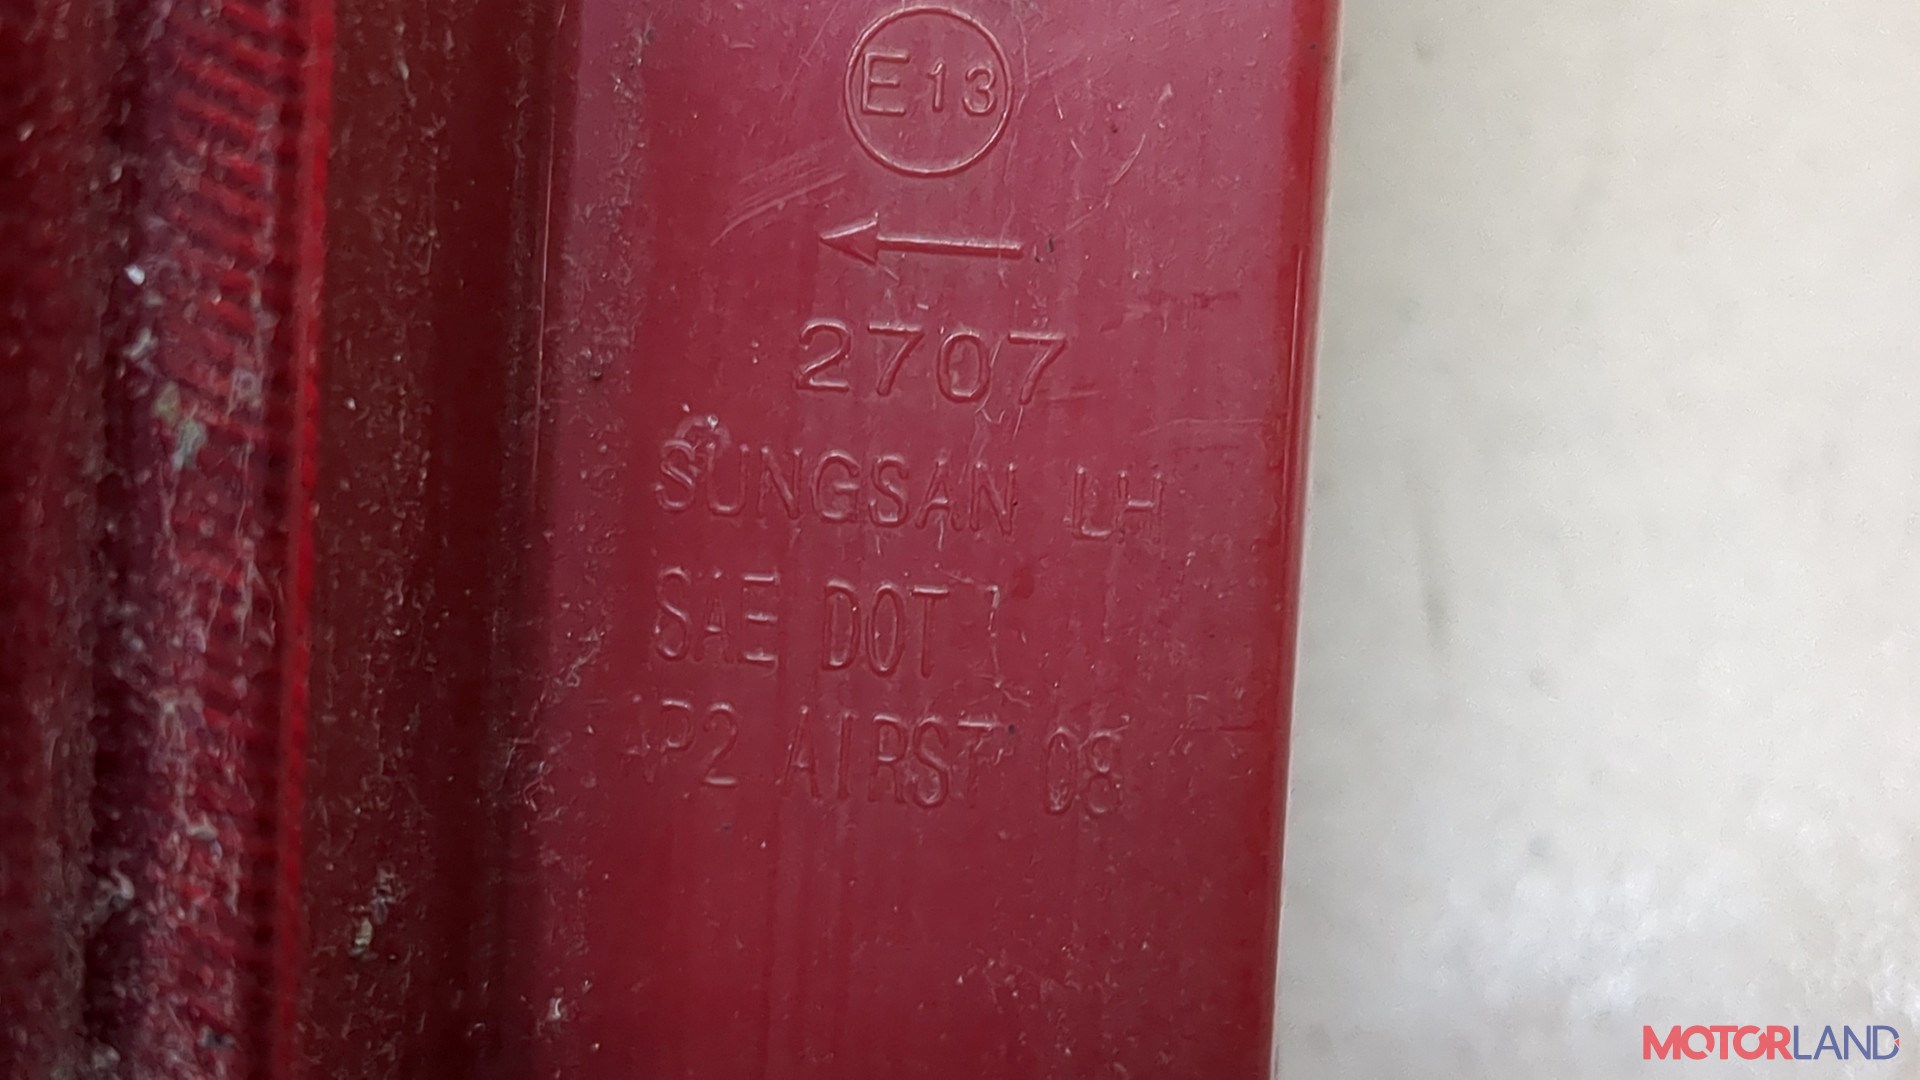 E13
2707
SUNGSAN LH
SAE DOT
AIRST 08
MOTORLAND